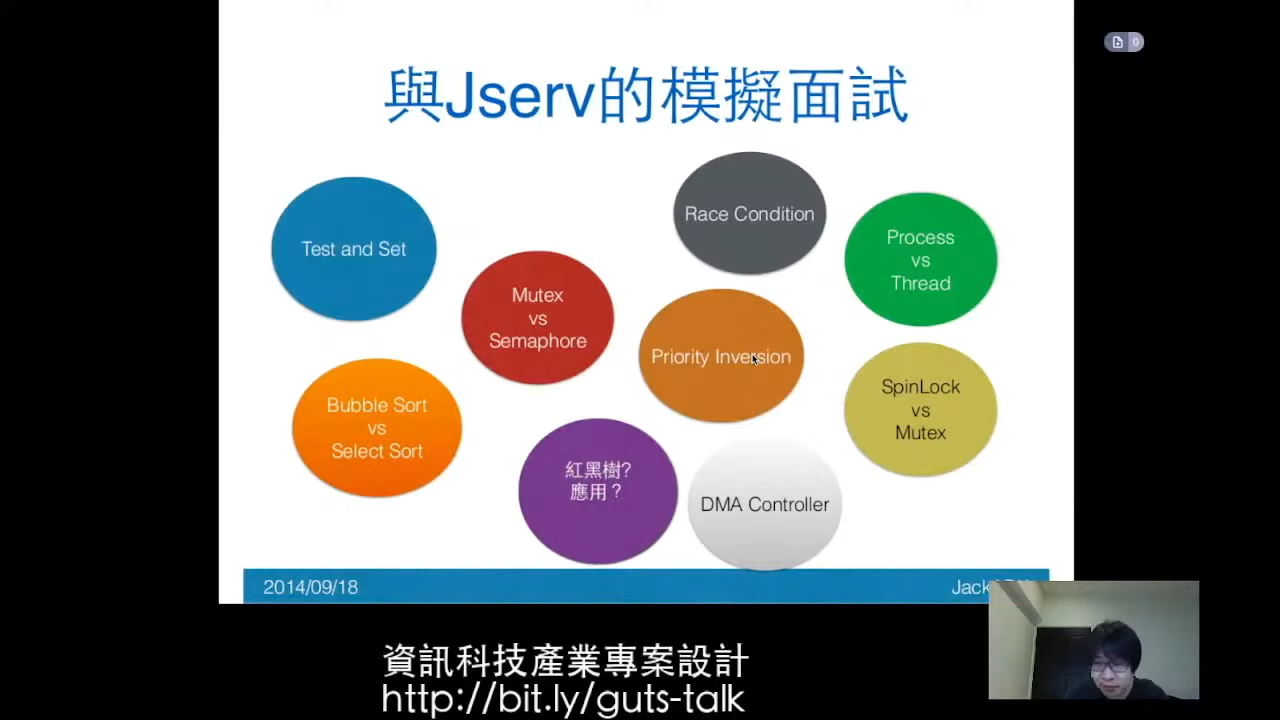 與Jserv的模擬面試
Test and Set
Race Condition
Process
vs
Thread
Mutex
vs
Semaphore
Priority Inversion
SpinLock
vs
Mutex
Bubble Sort
vs
Select Sort
紅黑樹?
應用？
DMA Controller
2014/09/18
0
資訊科技產業專案設計
http://bit.ly/guts-talk